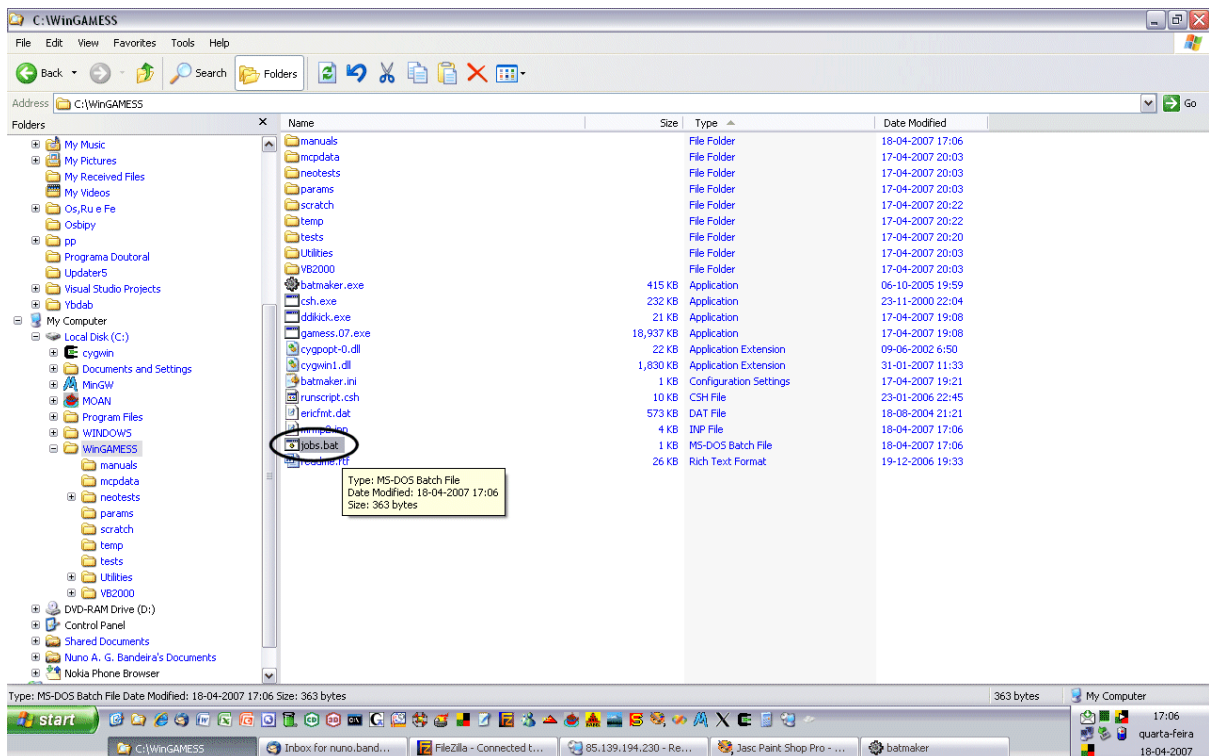 C:\WinGAMESS
File Edit View Favorites Tools Help
Back Search Folders
Address C:\WinGAMESS Go
Folders x Name Size Type Date Modified
My Music
My Pictures
My Received Files
My Videos
Os,Ru e Fe
Osbipy
pp
Programa Doutoral
Updater5
Visual Studio Projects
Ybdab
My Computer
Local Disk (C:)
cygwin
Documents and Settings
MinGW
MOAN
Program Files
WINDOWS
WinGAMESS
manuals
mcpdata
neotests
params
scratch
temp
tests
Utilities
VB2000
DVD-RAM Drive (D:)
Control Panel
Shared Documents
Nuno A. G. Bandeira's Documents
Nokia Phone Browser
manuals File Folder 18-04-2007 17:06
mcpdata File Folder 17-04-2007 20:03
neotests File Folder 17-04-2007 20:03
params File Folder 17-04-2007 20:03
scratch File Folder 17-04-2007 20:22
temp File Folder 17-04-2007 20:22
tests File Folder 17-04-2007 20:20
Utilities File Folder 17-04-2007 20:03
VB2000 File Folder 17-04-2007 20:03
batmaker.exe 415 KB Application 06-10-2005 19:59
csh.exe 232 KB Application 23-11-2000 22:04
ddikick.exe 21 KB Application 17-04-2007 19:08
gamess.07.exe 18,937 KB Application 17-04-2007 19:08
cygpopt-0.dll 22 KB Application Extension 09-06-2002 6:50
cygwin1.dll 1,830 KB Application Extension 31-01-2007 11:33
batmaker.ini 1 KB Configuration Settings 17-04-2007 19:21
runscript.csh 10 KB CSH File 23-01-2006 22:45
ericfmt.dat 573 KB DAT File 18-08-2004 21:21
mrmp2.inp 4 KB INP File 18-04-2007 17:06
jobs.bat 1 KB MS-DOS Batch File 18-04-2007 17:06
readme.rtf 26 KB Rich Text Format 19-12-2006 19:33
Type: MS-DOS Batch File
Date Modified: 18-04-2007 17:06
Size: 363 bytes
Type: MS-DOS Batch File Date Modified: 18-04-2007 17:06 Size: 363 bytes 363 bytes My Computer
start 17:06
quarta-feira
C:\WinGAMESS Inbox for nuno.band... FileZilla - Connected t... 85.139.194.230 - Re... Jasc Paint Shop Pro - ... batmaker 18-04-2007